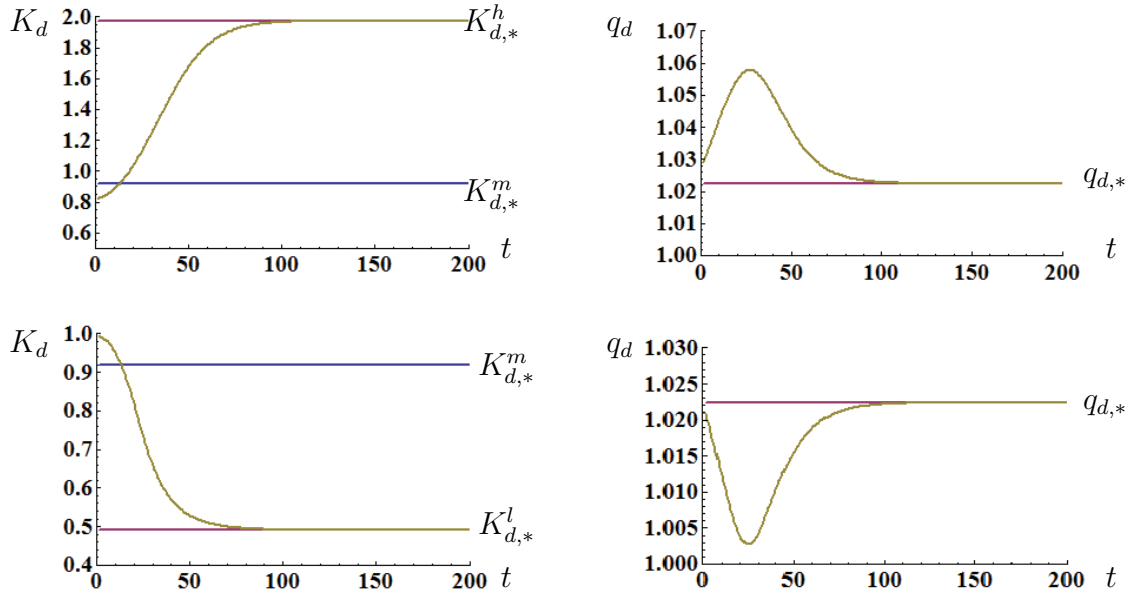 K_d
2.0
1.8
1.6
1.4
1.2
1.0
0.8
0.6
0 50 100 150 200
t
K^h_{d,*}
K^m_{d,*}
q_d
1.07
1.06
1.05
1.04
1.03
1.02
1.01
1.00
0 50 100 150 200
t
q_{d,*}
K_d
1.0
0.9
0.8
0.7
0.6
0.5
0.4
0 50 100 150 200
t
K^m_{d,*}
K^l_{d,*}
q_d
1.030
1.025
1.020
1.015
1.010
1.005
1.000
0 50 100 150 200
t
q_{d,*}